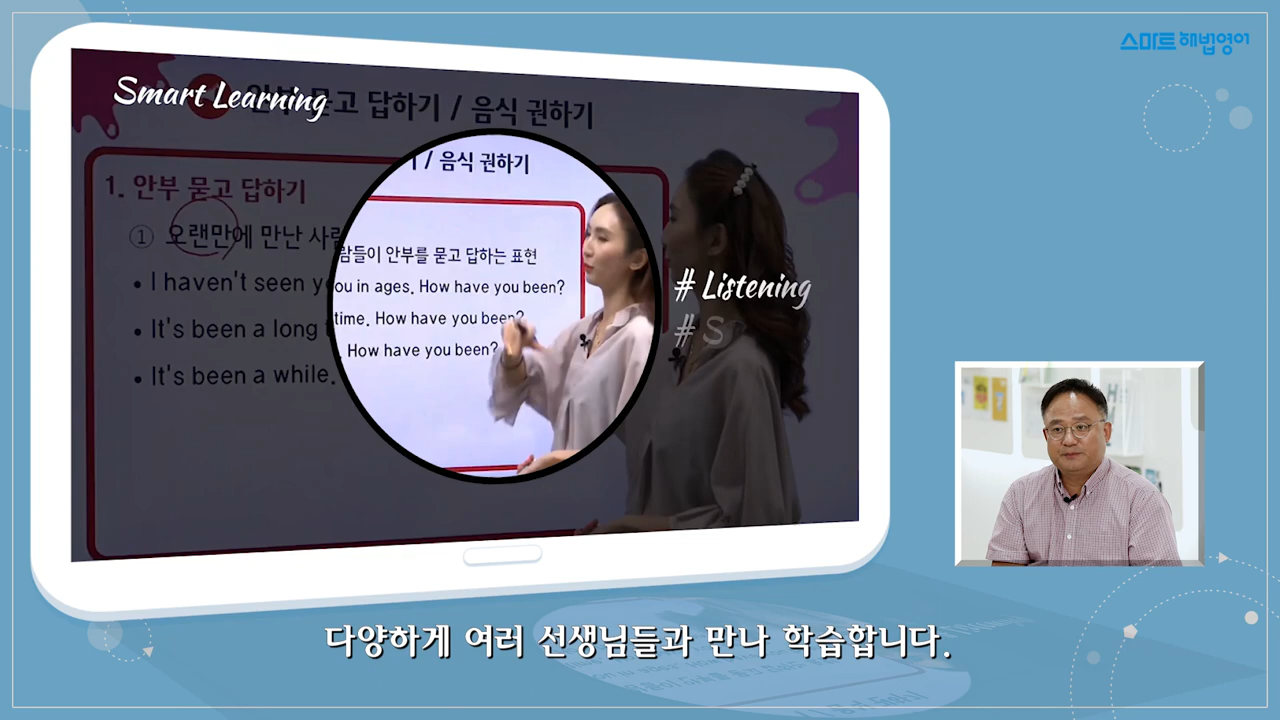 스마트 해법영어
Smart Learning
안부 묻고 답하기 / 음식 권하기
/ 음식 권하기
1. 안부 묻고 답하기
① 오랜만에 만난 사람
람들이 안부를 묻고 답하는 표현
• I haven't seen you in ages. How have you been?
• It's been a long time. How have you been?
• It's been a while. How have you been?
# Listening
# S
다양하게 여러 선생님들과 만나 학습합니다.